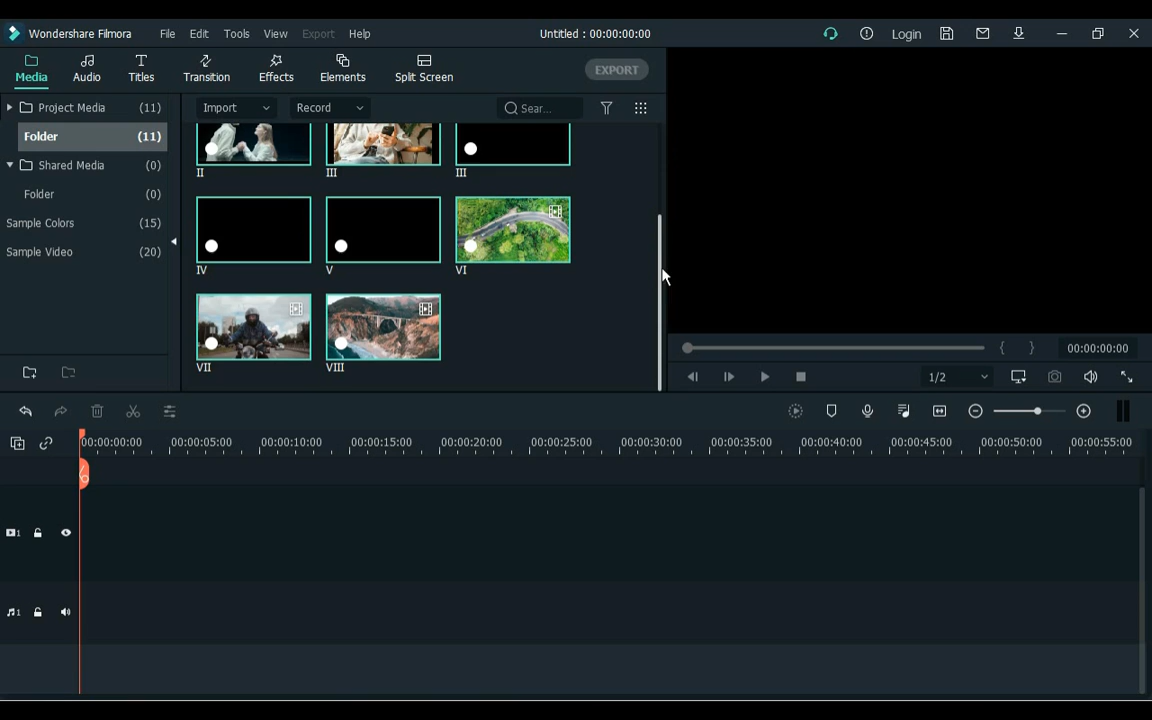 Wondershare Filmora File Edit Tools View Export Help Untitled : 00:00:00:00 Login
Media Audio Titles Transition Effects Elements Split Screen EXPORT
Project Media (11) Import Record Sear...
Folder (11)
Shared Media (0)
Folder (0)
Sample Colors (15)
Sample Video (20)
II III III
IV V VI
VII VIII
{ } 00:00:00:00
1/2
00:00:00:00 00:00:05:00 00:00:10:00 00:00:15:00 00:00:20:00 00:00:25:00 00:00:30:00 00:00:35:00 00:00:40:00 00:00:45:00 00:00:50:00 00:00:55:00
1
1